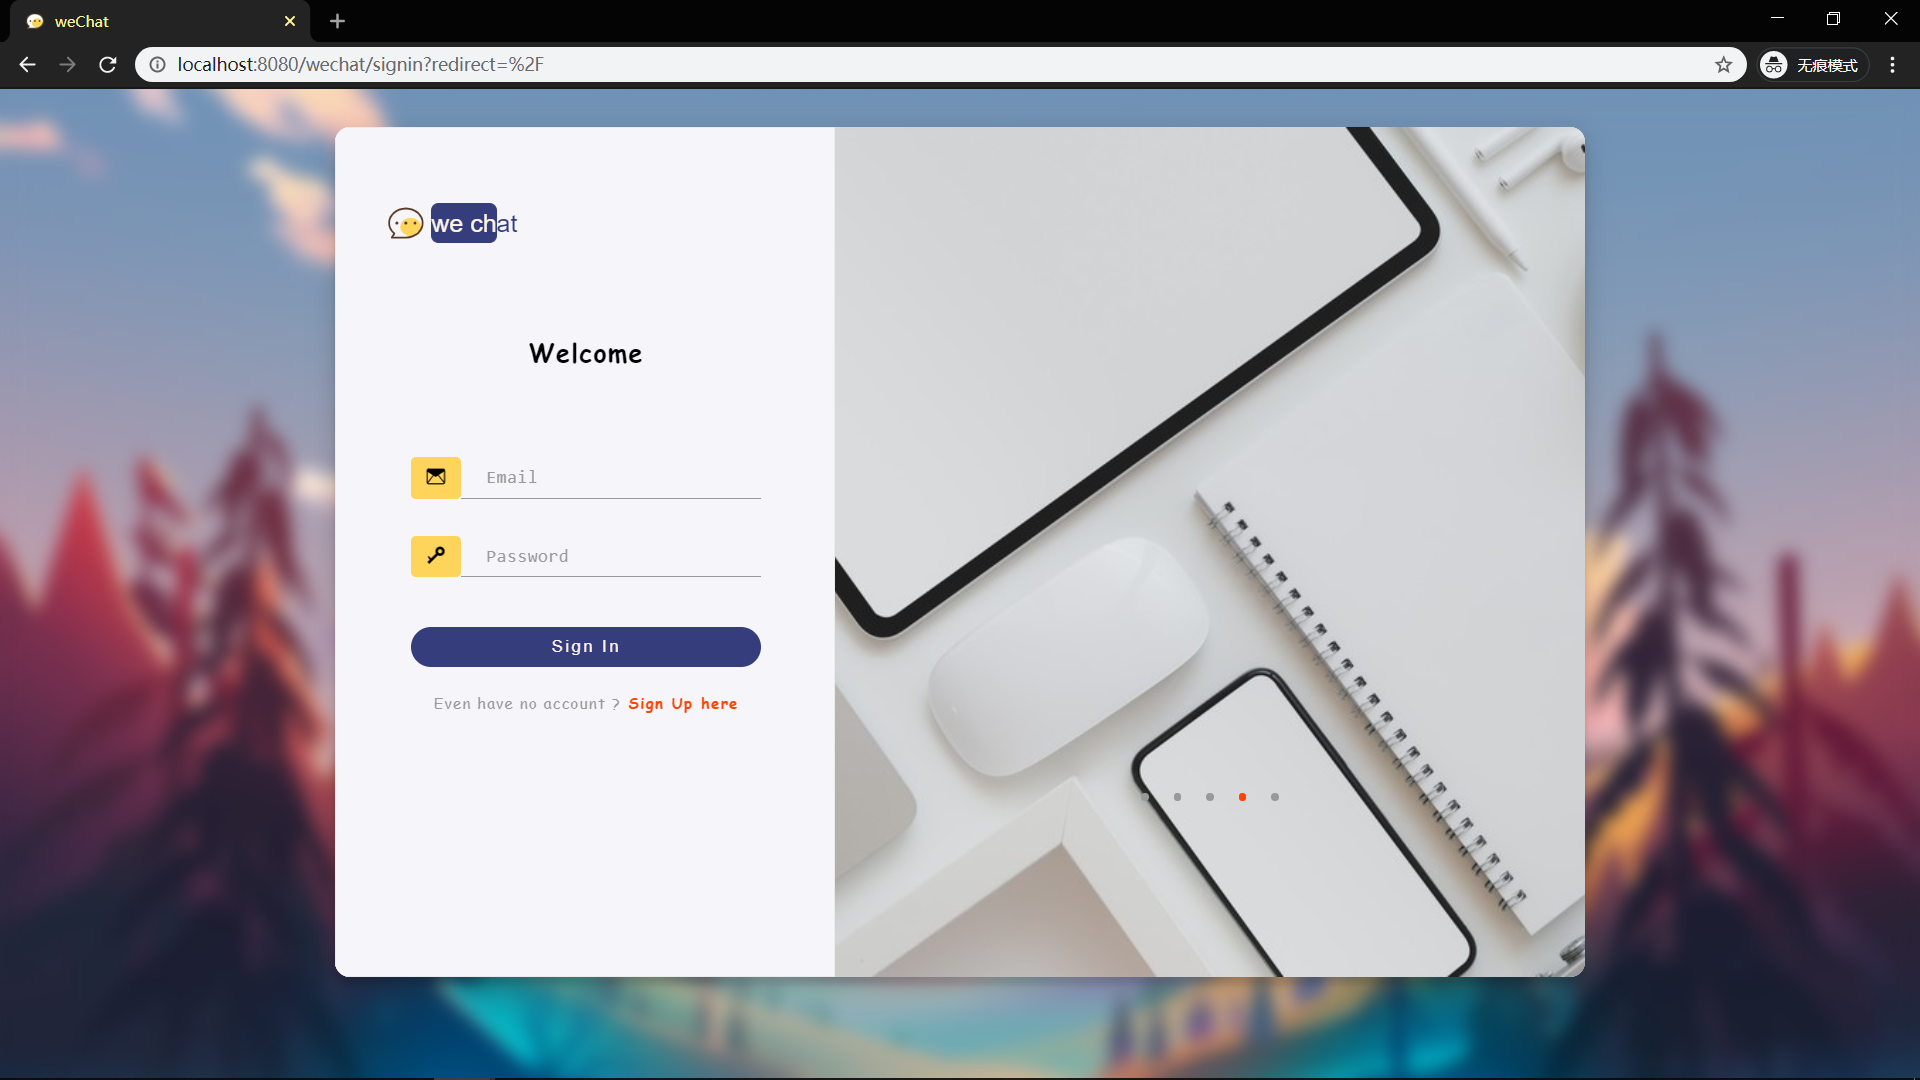 weChat
localhost:8080/wechat/signin?redirect=%2F
无痕模式
we chat
Welcome
Email
Password
Sign In
Even have no account ? Sign Up here